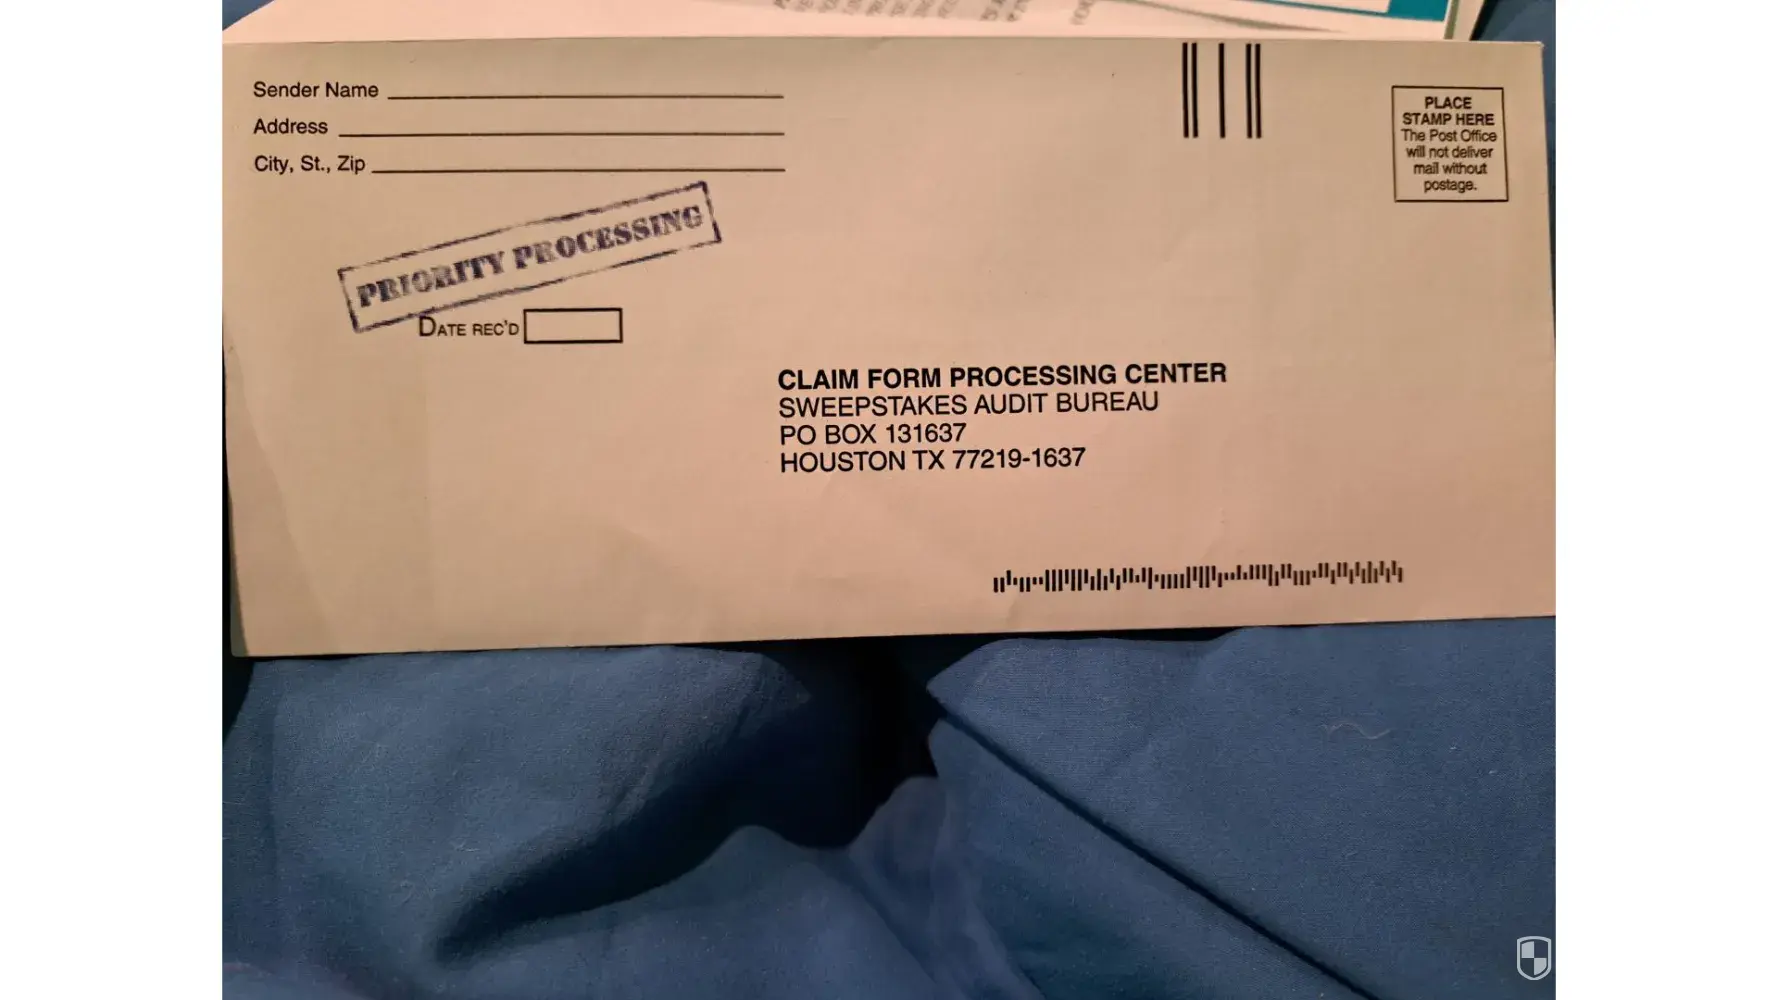 Sender Name
Address
City, St., Zip
PLACE
STAMP HERE
The Post Office
will not deliver
mail without
postage.
PRIORITY PROCESSING
DATE REC'D
CLAIM FORM PROCESSING CENTER
SWEEPSTAKES AUDIT BUREAU
PO BOX 131637
HOUSTON TX 77219-1637